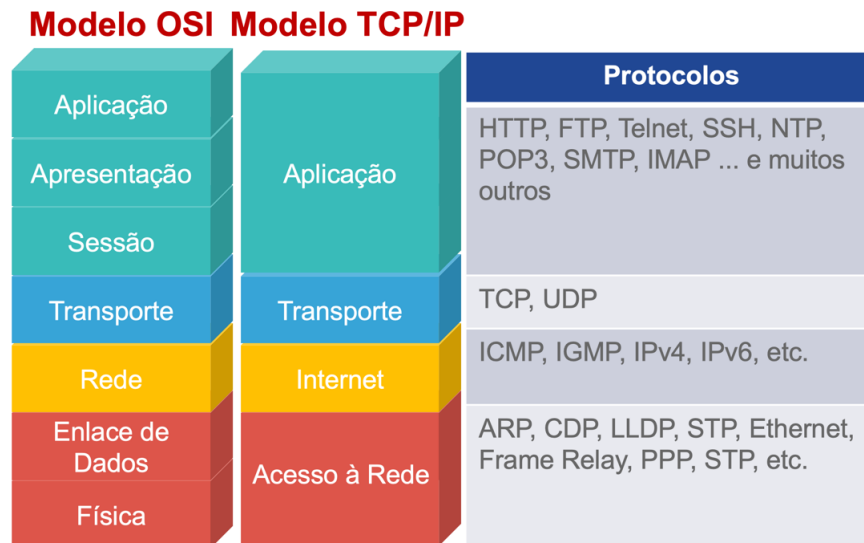 Modelo OSI Modelo TCP/IP
Aplicação
Apresentação
Sessão
Transporte
Rede
Enlace de
Dados
Física
Aplicação
Transporte
Internet
Acesso à Rede
Protocolos
HTTP, FTP, Telnet, SSH, NTP,
POP3, SMTP, IMAP ... e muitos
outros
TCP, UDP
ICMP, IGMP, IPv4, IPv6, etc.
ARP, CDP, LLDP, STP, Ethernet,
Frame Relay, PPP, STP, etc.